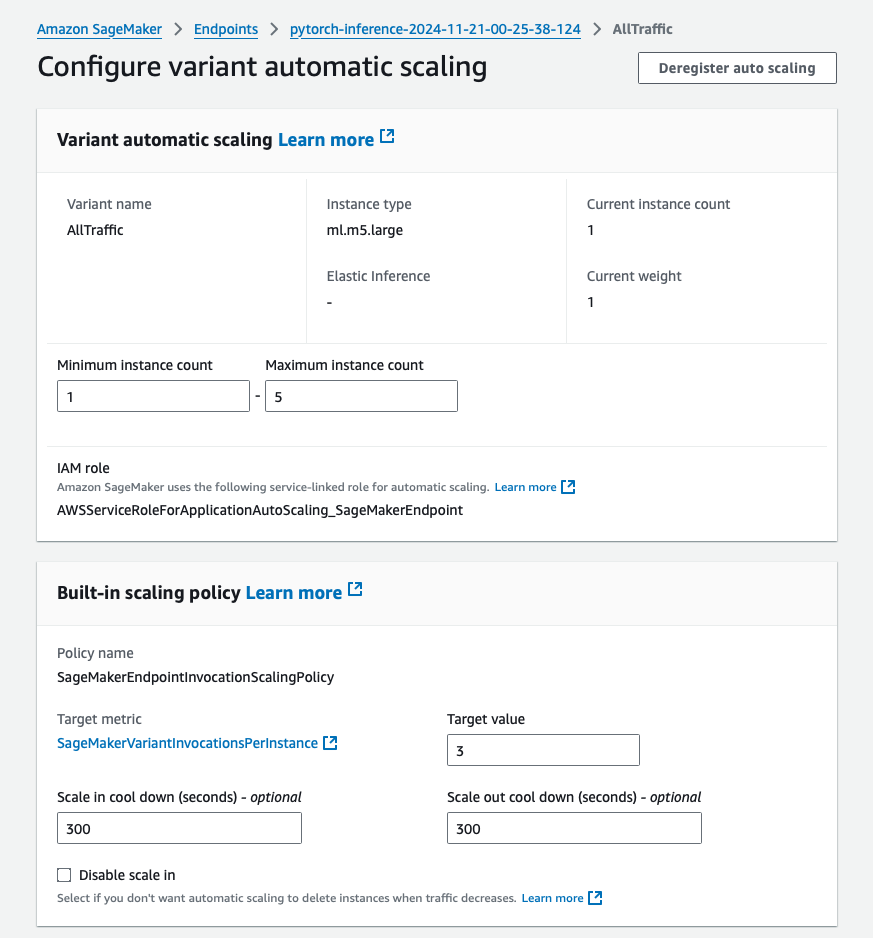 Amazon SageMaker > Endpoints > pytorch-inference-2024-11-21-00-25-38-124 > AllTraffic
Configure variant automatic scaling
Deregister auto scaling
Variant automatic scaling Learn more
Variant name
AllTraffic
Instance type
ml.m5.large
Elastic Inference
-
Current instance count
1
Current weight
1
Minimum instance count
1
-
Maximum instance count
5
IAM role
Amazon SageMaker uses the following service-linked role for automatic scaling. Learn more
AWSServiceRoleForApplicationAutoScaling_SageMakerEndpoint
Built-in scaling policy Learn more
Policy name
SageMakerEndpointInvocationScalingPolicy
Target metric
SageMakerVariantInvocationsPerInstance
Target value
3
Scale in cool down (seconds) - optional
300
Scale out cool down (seconds) - optional
300
Disable scale in
Select if you don't want automatic scaling to delete instances when traffic decreases. Learn more